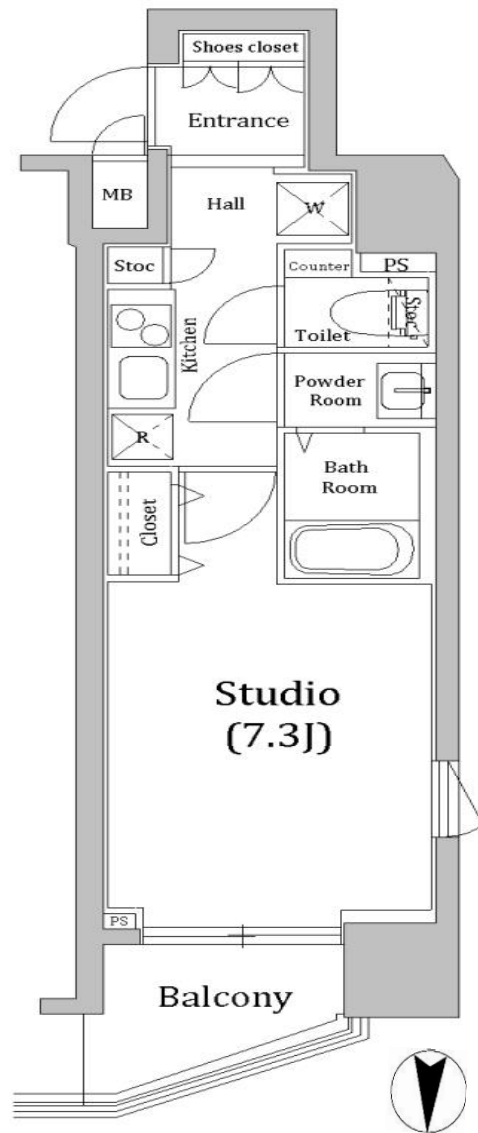 Shoes closet
Entrance
MB
Hall
W
Stoc
Counter
PS
Stor
Toilet
Kitchen
Powder
Room
R
Bath
Room
Closet
Studio
(7.3J)
PS
Balcony